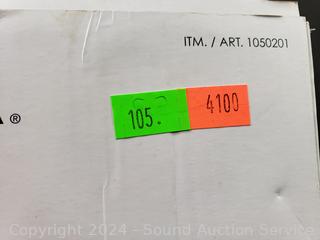 ITM. / ART. 1050201
105.
4100
®
Copyright 2024 - Sound Auction Service